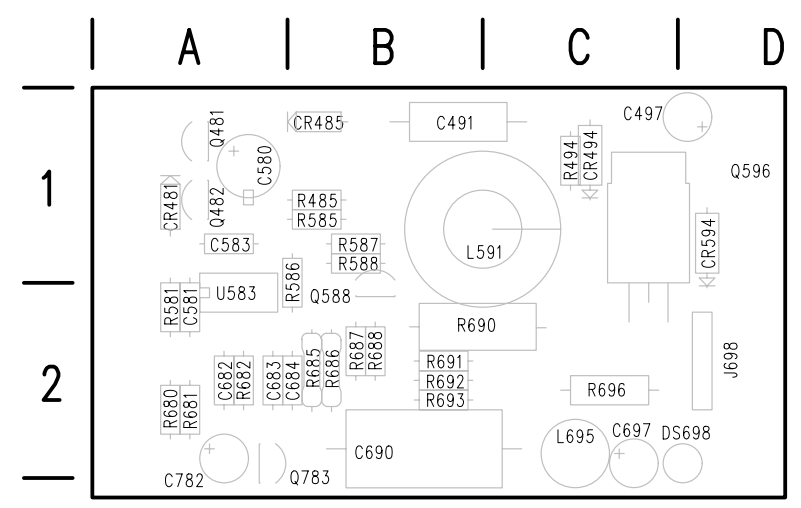 A B C D
1
2
Q481
CR485
C491
C497
C580
R494
CR494
Q596
CR481
Q482
R485
R585
C583
R587
R588
L591
CR594
R586
U583
Q588
R581
C581
R690
R687
R688
R685
R686
R691
R692
R693
J698
C682
R682
C683
C684
R696
R680
R681
C690
L695
C697
DS698
C782
Q783